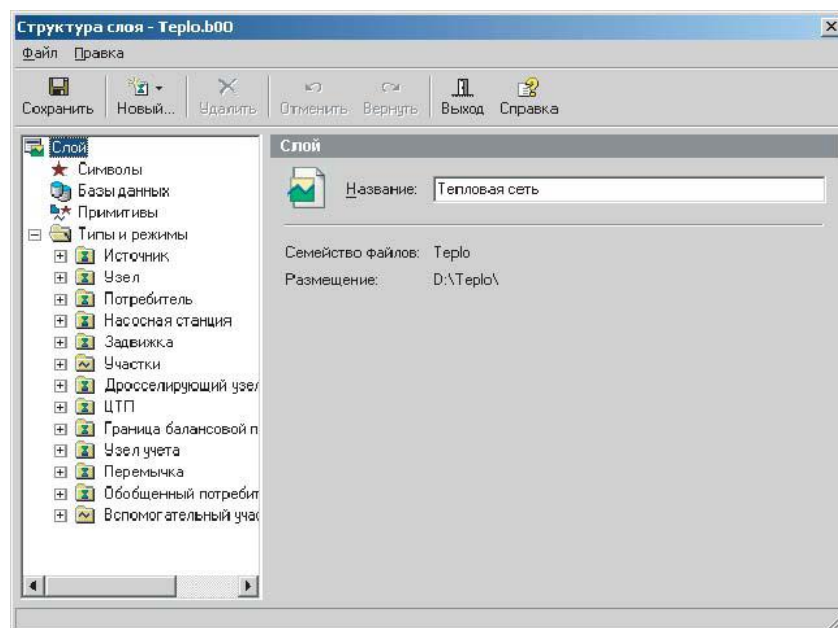 Структура слоя - Teplo.b00
Файл Правка
Сохранить Новый... Удалить Отменить Вернуть Выход Справка
Слой
Символы
Базы данных
Примитивы
Типы и режимы
Источник
Узел
Потребитель
Насосная станция
Задвижка
Участки
Дросселирующий узел
ЦТП
Граница балансовой п
Узел учета
Перемычка
Обобщенный потребит
Вспомогательный учас
Слой
Название: Тепловая сеть
Семейство файлов: Teplo
Размещение: D:\Teplo\